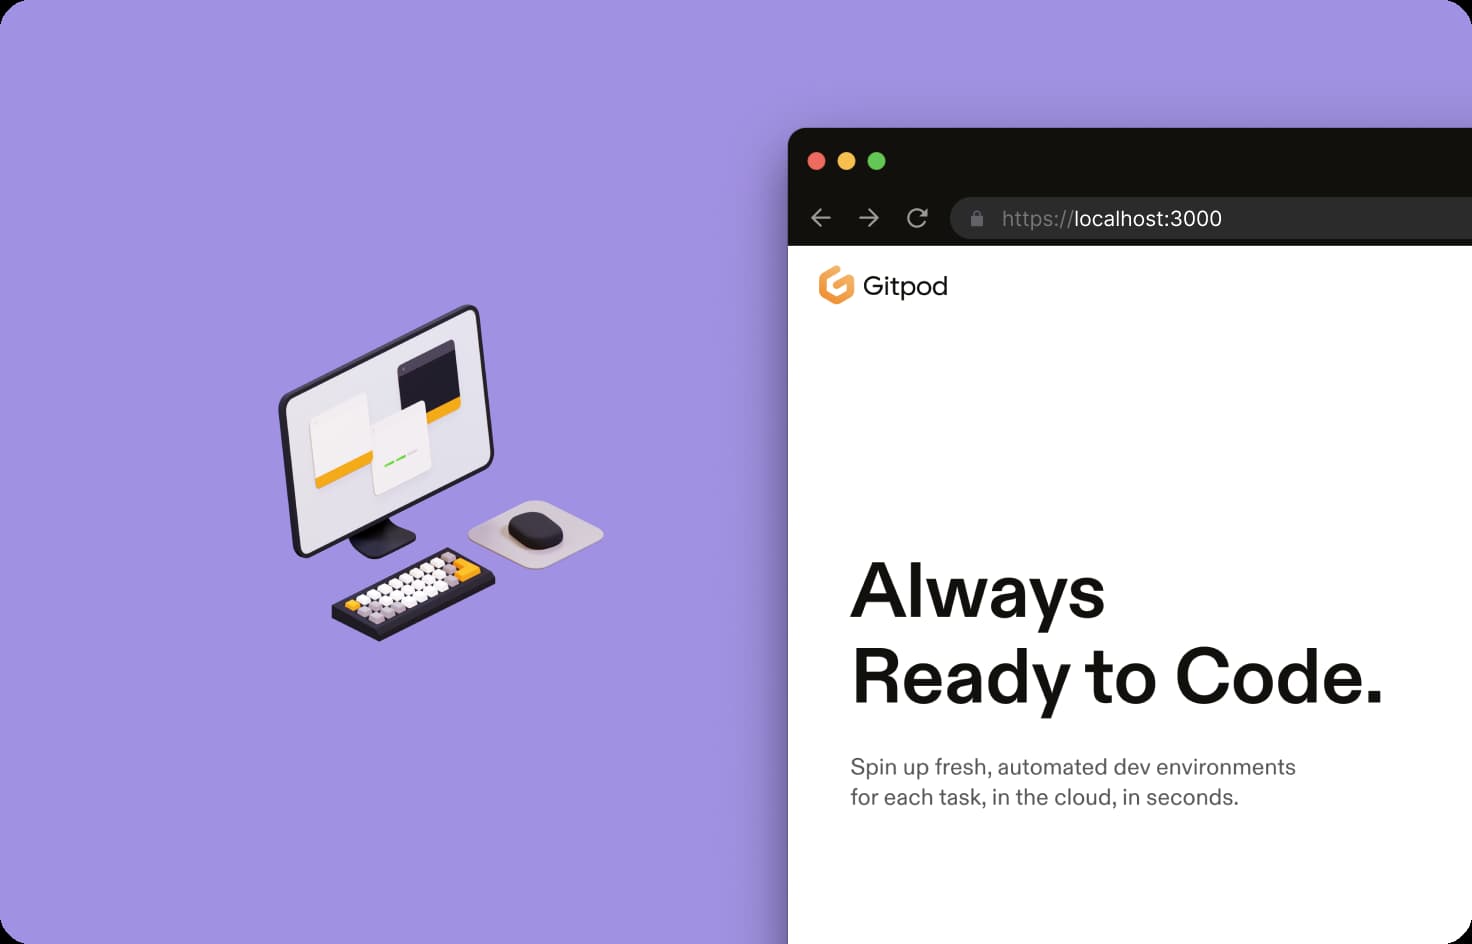 https://localhost:3000
Gitpod
Always
Ready to Code.
Spin up fresh, automated dev environments
for each task, in the cloud, in seconds.